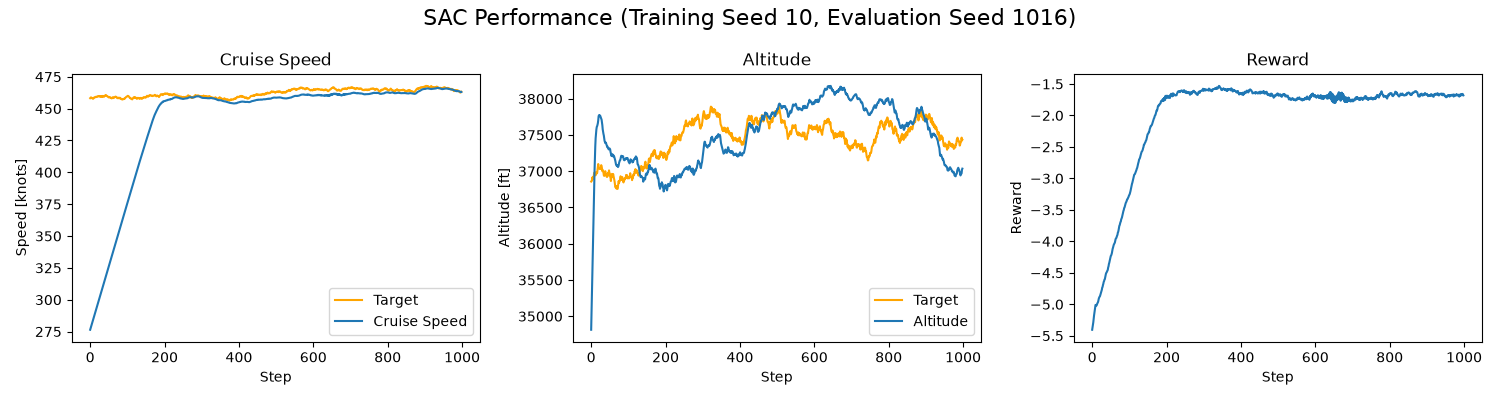 SAC Performance (Training Seed 10, Evaluation Seed 1016)
Cruise Speed
475
450
425
400
375
350
325
300
275
Speed [knots]
0 200 400 600 800 1000
Step
Target
Cruise Speed
Altitude
38000
37500
37000
36500
36000
35500
35000
Altitude [ft]
0 200 400 600 800 1000
Step
Target
Altitude
Reward
−1.5
−2.0
−2.5
−3.0
−3.5
−4.0
−4.5
−5.0
−5.5
Reward
0 200 400 600 800 1000
Step